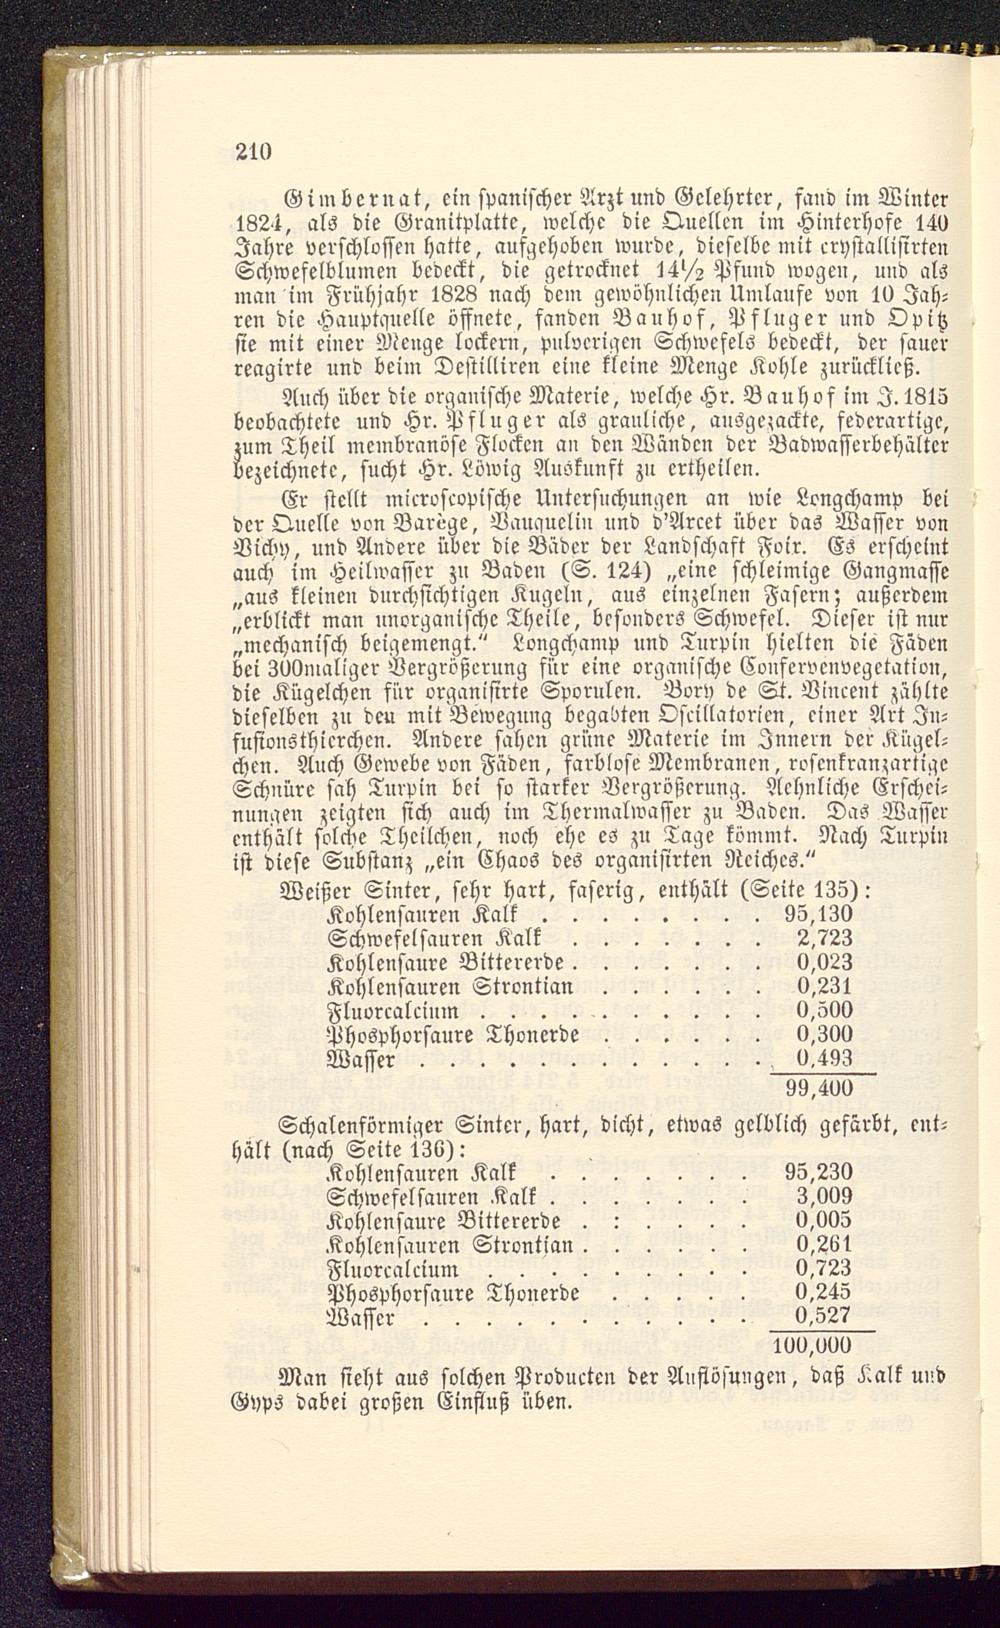 210
Gimbernat, ein spanischer Arzt und Gelehrter, fand im Winter
1824, als die Granitplatte, welche die Quellen im Hinterhofe 140
Jahre verschlossen hatte, aufgehoben wurde, dieselbe mit crystallisirten
Schwefelblumen bedeckt, die getrocknet 14½ Pfund wogen, und als
man im Frühjahr 1828 nach dem gewöhnlichen Umlaufe von 10 Jah-
ren die Hauptquelle öffnete, fanden Bauhof, Pfluger und Opitz
sie mit einer Menge lockern, pulverigen Schwefels bedeckt, der sauer
reagirte und beim Destilliren eine kleine Menge Kohle zurückließ.
Auch über die organische Materie, welche Hr. Bauhof im J. 1815
beobachtete und Hr. Pfluger als grauliche, ausgezackte, federartige,
zum Theil membranöse Flocken an den Wänden der Badwasserbehälter
bezeichnete, sucht Hr. Löwig Auskunft zu ertheilen.
Er stellt microscopische Untersuchungen an wie Longchamp bei
der Quelle von Barège, Vauquelin und d'Arcet über das Wasser von
Vichy, und Andere über die Bäder der Landschaft Foix. Es erscheint
auch im Heilwasser zu Baden (S. 124) „eine schleimige Gangmasse
„aus kleinen durchsichtigen Kugeln, aus einzelnen Fasern; außerdem
„erblickt man unorganische Theile, besonders Schwefel. Dieser ist nur
„mechanisch beigemengt.“ Longchamp und Turpin hielten die Fäden
bei 300maliger Vergrößerung für eine organische Confervenvegetation,
die Kügelchen für organisirte Sporulen. Bory de St. Vincent zählte
dieselben zu den mit Bewegung begabten Oscillatorien, einer Art In-
fusionsthierchen. Andere sahen grüne Materie im Innern der Kügel-
chen. Auch Gewebe von Fäden, farblose Membranen, rosenkranzartige
Schnüre sah Turpin bei so starker Vergrößerung. Aehnliche Erschei-
nungen zeigten sich auch im Thermalwasser zu Baden. Das Wasser
enthält solche Theilchen, noch ehe es zu Tage kömmt. Nach Turpin
ist diese Substanz „ein Chaos des organisirten Reiches.“
Weißer Sinter, sehr hart, faserig, enthält (Seite 135):
Kohlensauren Kalk . . . . . . . 95,130
Schwefelsauren Kalk . . . . . . . 2,723
Kohlensaure Bittererde . . . . . . . 0,023
Kohlensauren Strontian . . . . . . 0,231
Fluorcalcium . . . . . . . . . 0,500
Phosphorsaure Thonerde . . . . . . 0,300
Wasser . . . . . . . . . . . 0,493
99,400
Schalenförmiger Sinter, hart, dicht, etwas gelblich gefärbt, ent-
hält (nach Seite 136):
Kohlensauren Kalk . . . . . . . 95,230
Schwefelsauren Kalk . . . . . . . 3,009
Kohlensaure Bittererde . . . . . . 0,005
Kohlensauren Strontian . . . . . . 0,261
Fluorcalcium . . . . . . . . 0,723
Phosphorsaure Thonerde . . . . . 0,245
Wasser . . . . . . . . . . 0,527
100,000
Man sieht aus solchen Producten der Auflösungen, daß Kalk und
Gyps dabei großen Einfluß üben.